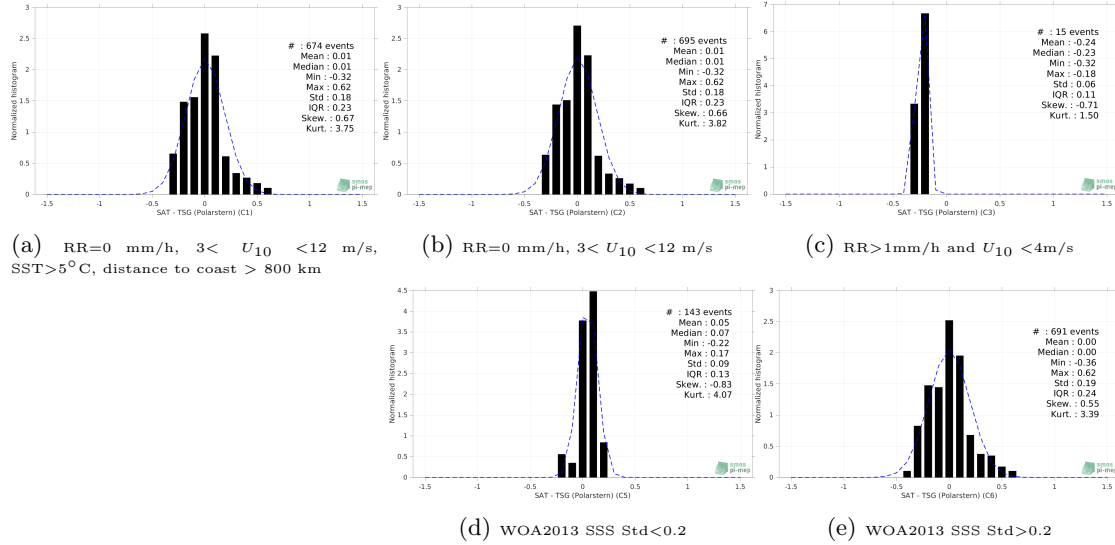 3
2.5
2
1.5
1
0.5
0
Normalized histogram
-1.5
-1
-0.5
0
0.5
1
1.5
SAT - TSG (Polarstern) (C1)
# : 674 events
Mean : 0.01
Median : 0.01
Min : -0.32
Max : 0.62
Std : 0.18
IQR : 0.23
Skew. : 0.67
Kurt. : 3.75
smos
pi-mep
(a) RR=0 mm/h, 3< U10 <12 m/s,
SST>5°C, distance to coast > 800 km
3
2.5
2
1.5
1
0.5
0
Normalized histogram
-1.5
-1
-0.5
0
0.5
1
1.5
SAT - TSG (Polarstern) (C2)
# : 695 events
Mean : 0.01
Median : 0.01
Min : -0.32
Max : 0.62
Std : 0.18
IQR : 0.23
Skew. : 0.66
Kurt. : 3.82
smos
pi-mep
(b) RR=0 mm/h, 3< U10 <12 m/s
7
6
5
4
3
2
1
0
Normalized histogram
-1.5
-1
-0.5
0
0.5
1
1.5
SAT - TSG (Polarstern) (C3)
# : 15 events
Mean : -0.24
Median : -0.23
Min : -0.32
Max : -0.18
Std : 0.06
IQR : 0.11
Skew. : -0.71
Kurt. : 1.50
smos
pi-mep
(c) RR>1mm/h and U10 <4m/s
4.5
4
3.5
3
2.5
2
1.5
1
0.5
0
Normalized histogram
-1.5
-1
-0.5
0
0.5
1
1.5
SAT - TSG (Polarstern) (C5)
# : 143 events
Mean : 0.05
Median : 0.07
Min : -0.22
Max : 0.17
Std : 0.09
IQR : 0.13
Skew. : -0.83
Kurt. : 4.07
smos
pi-mep
(d) WOA2013 SSS Std<0.2
3
2.5
2
1.5
1
0.5
0
Normalized histogram
-1.5
-1
-0.5
0
0.5
1
1.5
SAT - TSG (Polarstern) (C6)
# : 691 events
Mean : 0.00
Median : 0.00
Min : -0.36
Max : 0.62
Std : 0.19
IQR : 0.24
Skew. : 0.55
Kurt. : 3.39
smos
pi-mep
(e) WOA2013 SSS Std>0.2